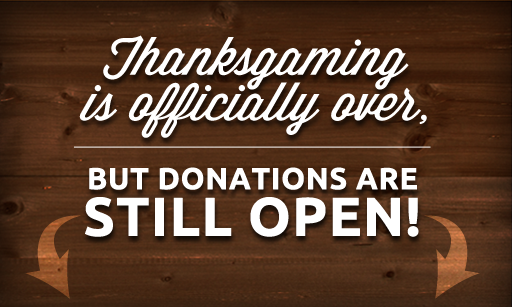 Thanksgaming
is officially over,
BUT DONATIONS ARE
STILL OPEN!